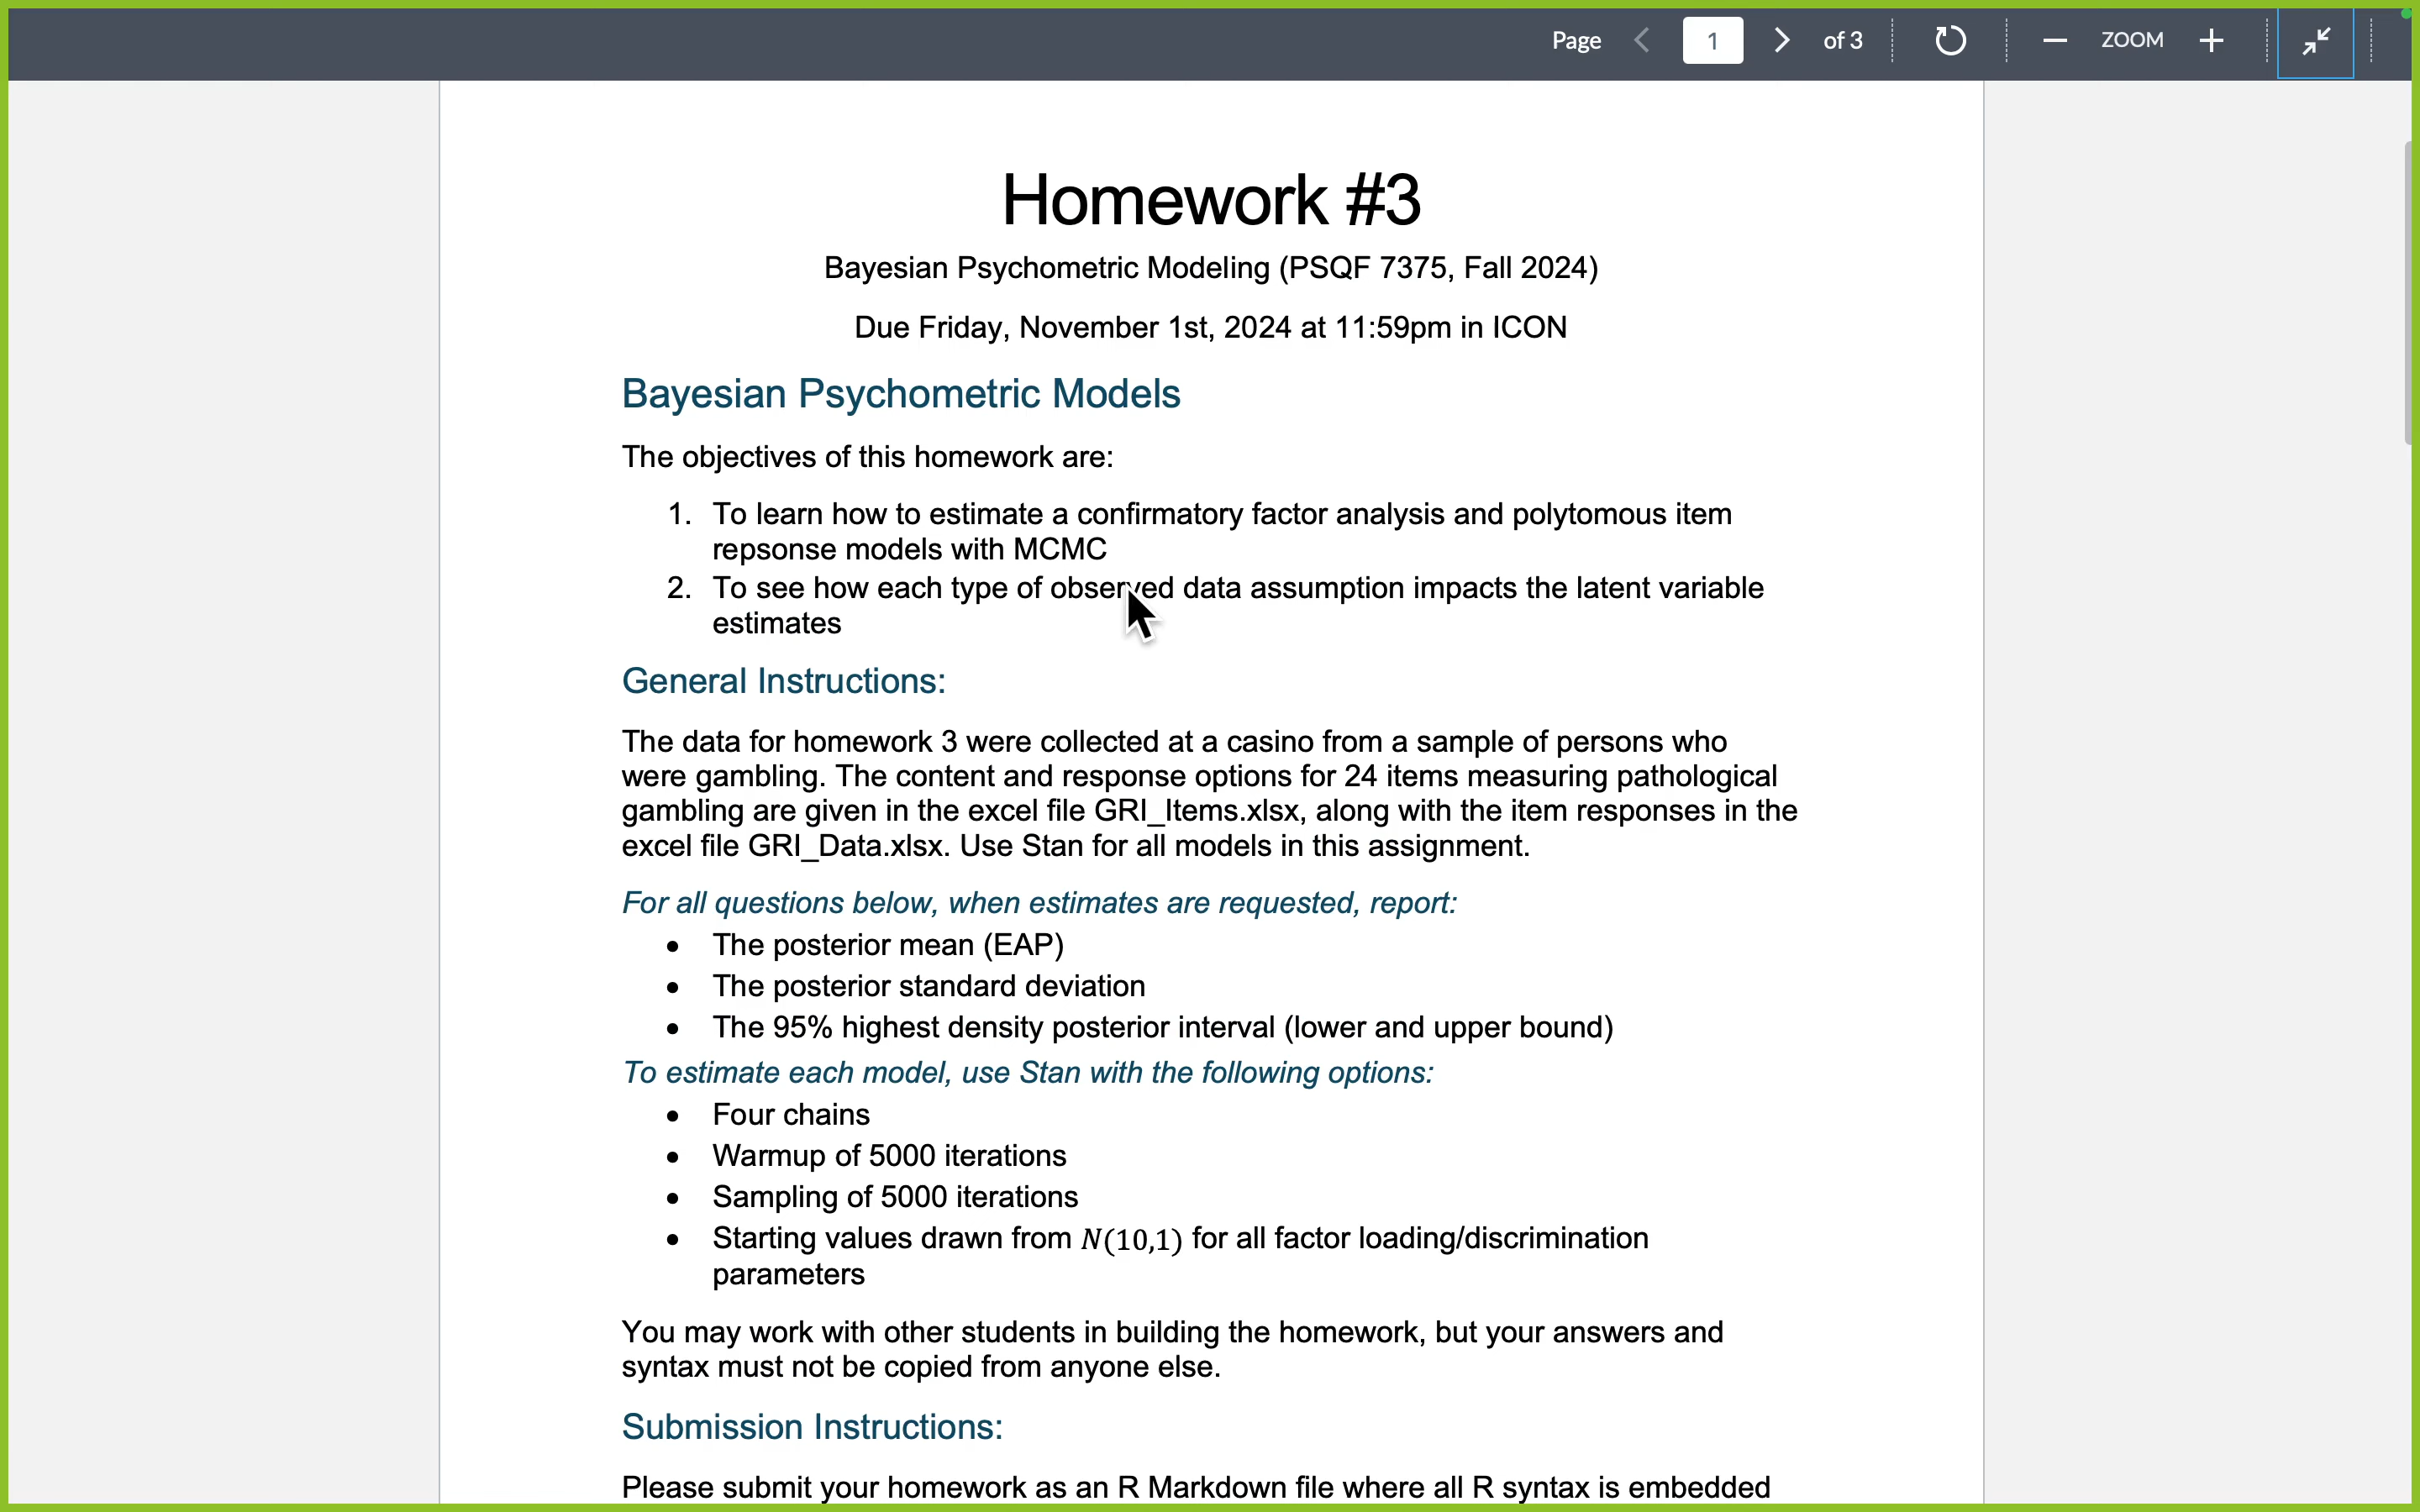 Page 1 of 3 ZOOM
Homework #3
Bayesian Psychometric Modeling (PSQF 7375, Fall 2024)
Due Friday, November 1st, 2024 at 11:59pm in ICON
Bayesian Psychometric Models
The objectives of this homework are:
1. To learn how to estimate a confirmatory factor analysis and polytomous item
repsonse models with MCMC
2. To see how each type of observed data assumption impacts the latent variable
estimates
General Instructions:
The data for homework 3 were collected at a casino from a sample of persons who
were gambling. The content and response options for 24 items measuring pathological
gambling are given in the excel file GRI_Items.xlsx, along with the item responses in the
excel file GRI_Data.xlsx. Use Stan for all models in this assignment.
For all questions below, when estimates are requested, report:
• The posterior mean (EAP)
• The posterior standard deviation
• The 95% highest density posterior interval (lower and upper bound)
To estimate each model, use Stan with the following options:
• Four chains
• Warmup of 5000 iterations
• Sampling of 5000 iterations
• Starting values drawn from N(10,1) for all factor loading/discrimination
parameters
You may work with other students in building the homework, but your answers and
syntax must not be copied from anyone else.
Submission Instructions:
Please submit your homework as an R Markdown file where all R syntax is embedded